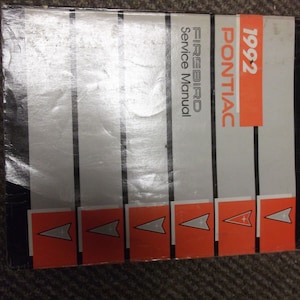 1992
PONTIAC
FIREBIRD
Service Manual